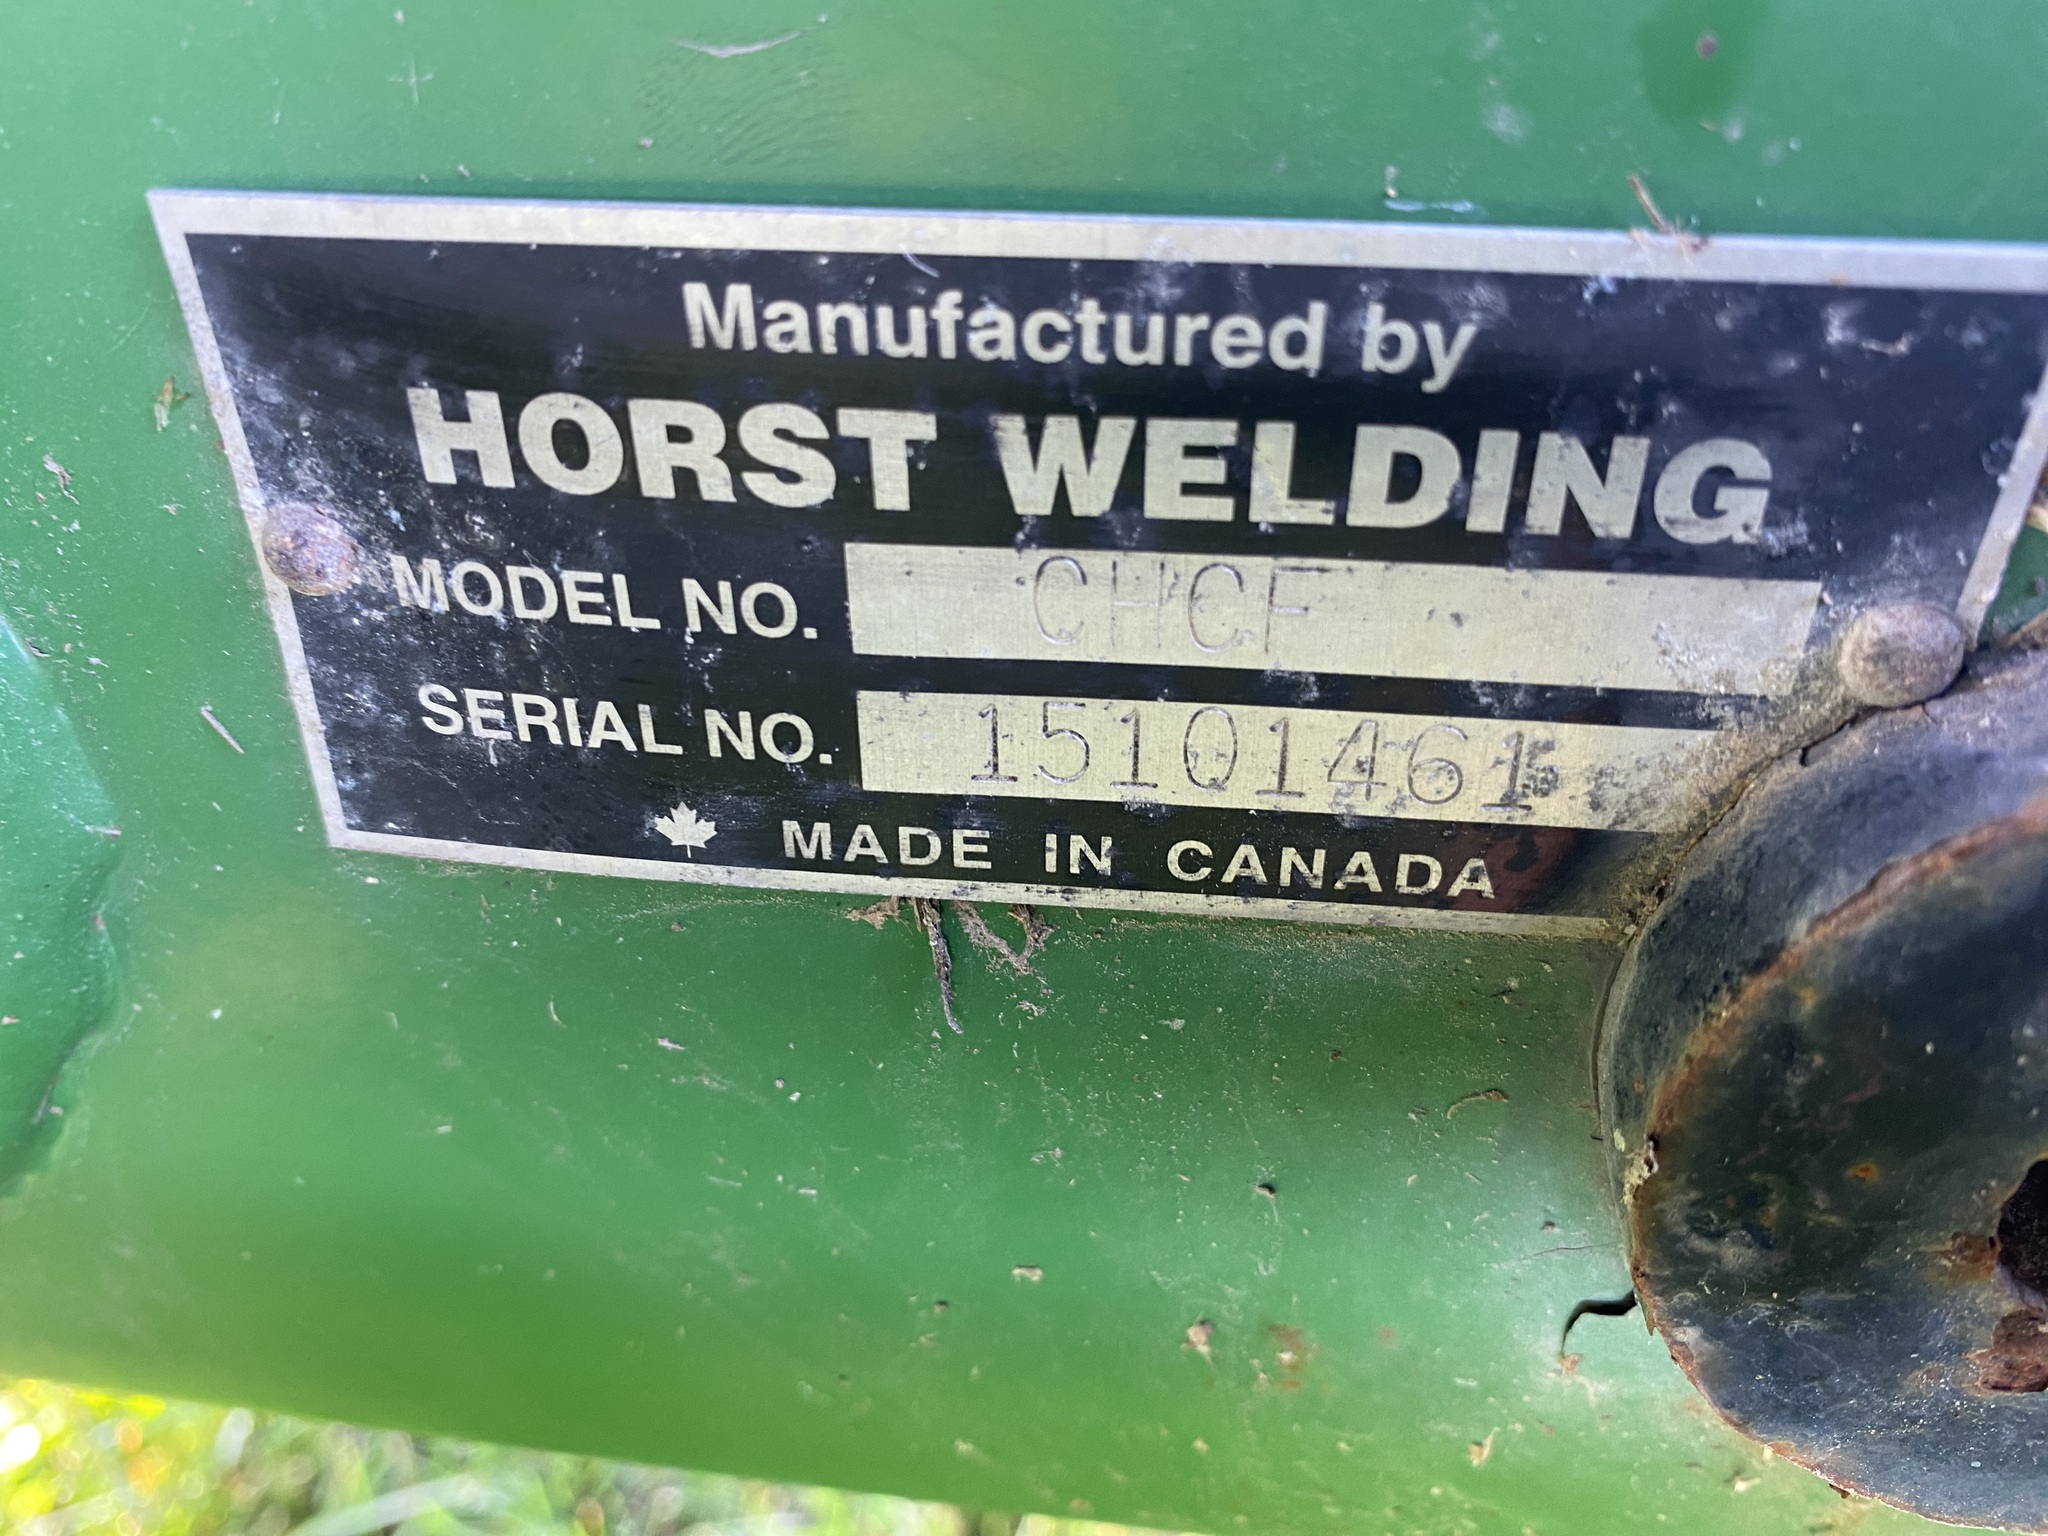 Manufactured by
HORST WELDING
MODEL NO. CHCF
SERIAL NO. 15101461
MADE IN CANADA